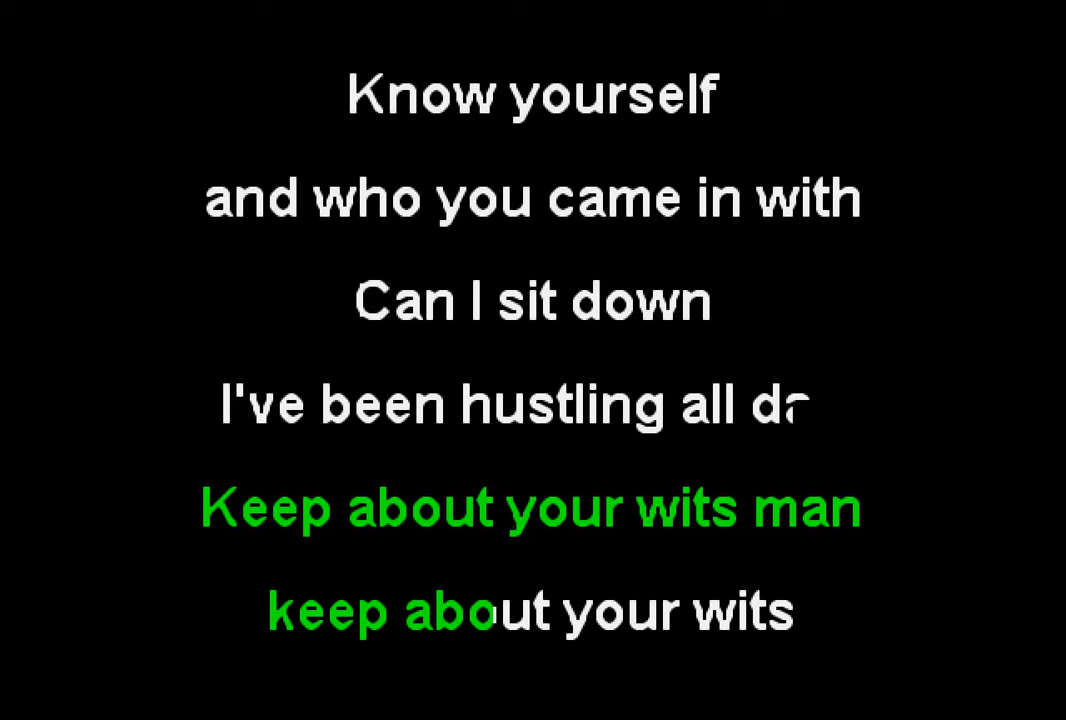 Know yourself
and who you came in with
Can I sit down
I've been hustling all da
Keep about your wits man
keep about your wits